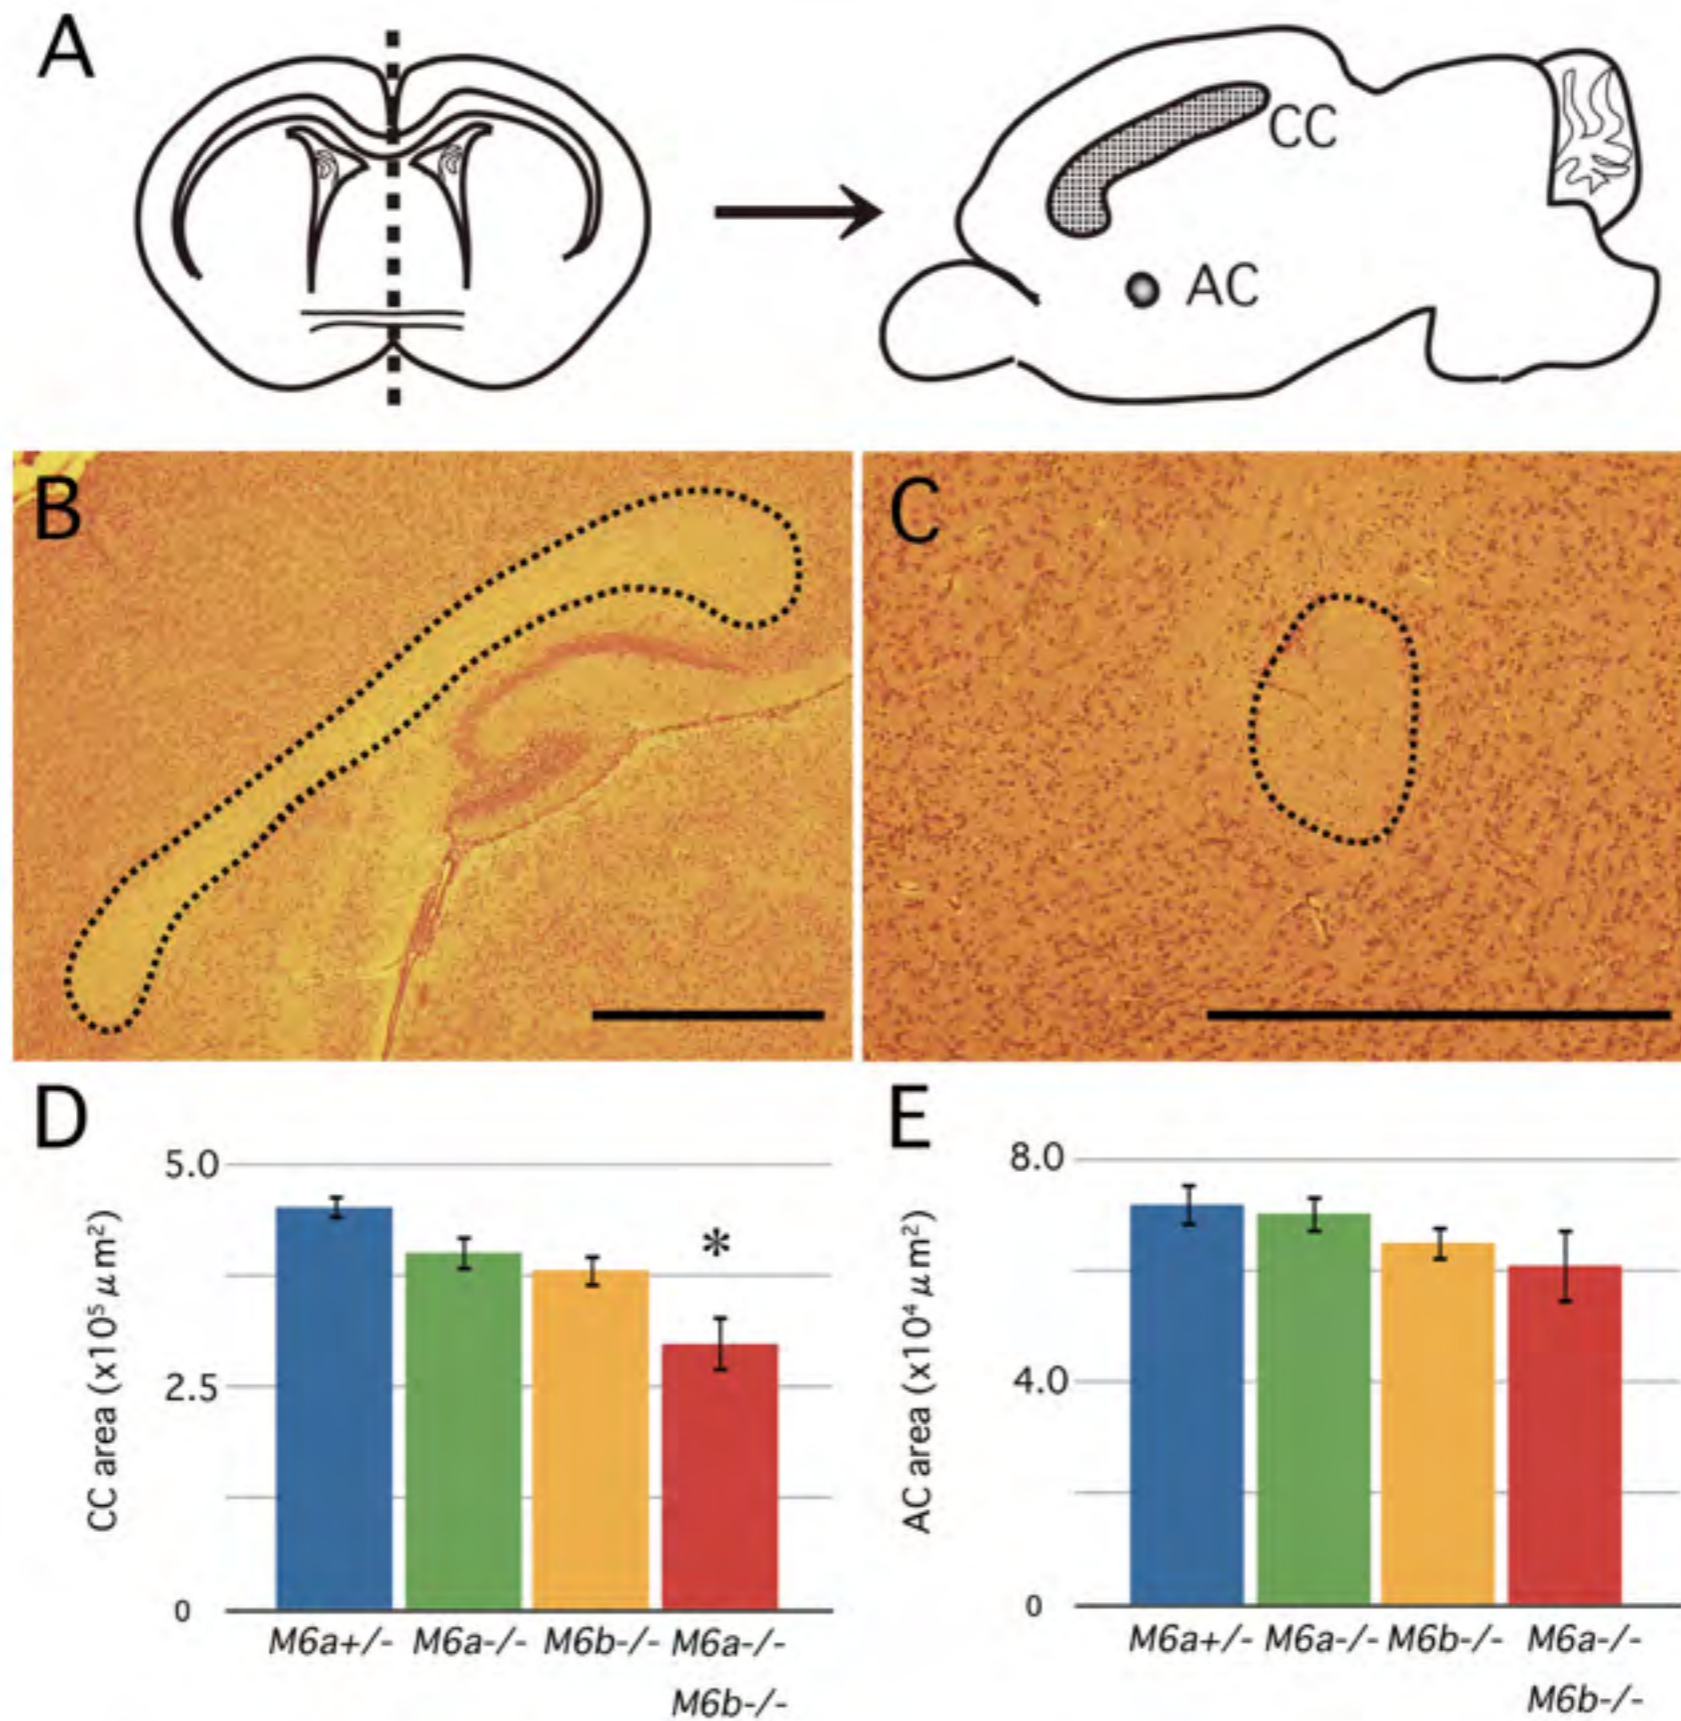 A
CC
AC
B
C
D
E
5.0
2.5
0
CC area (x10⁵ μm²)
*
M6a+/- M6a-/- M6b-/- M6a-/-
M6b-/-
8.0
4.0
0
AC area (x10⁴ μm²)
M6a+/- M6a-/- M6b-/- M6a-/-
M6b-/-